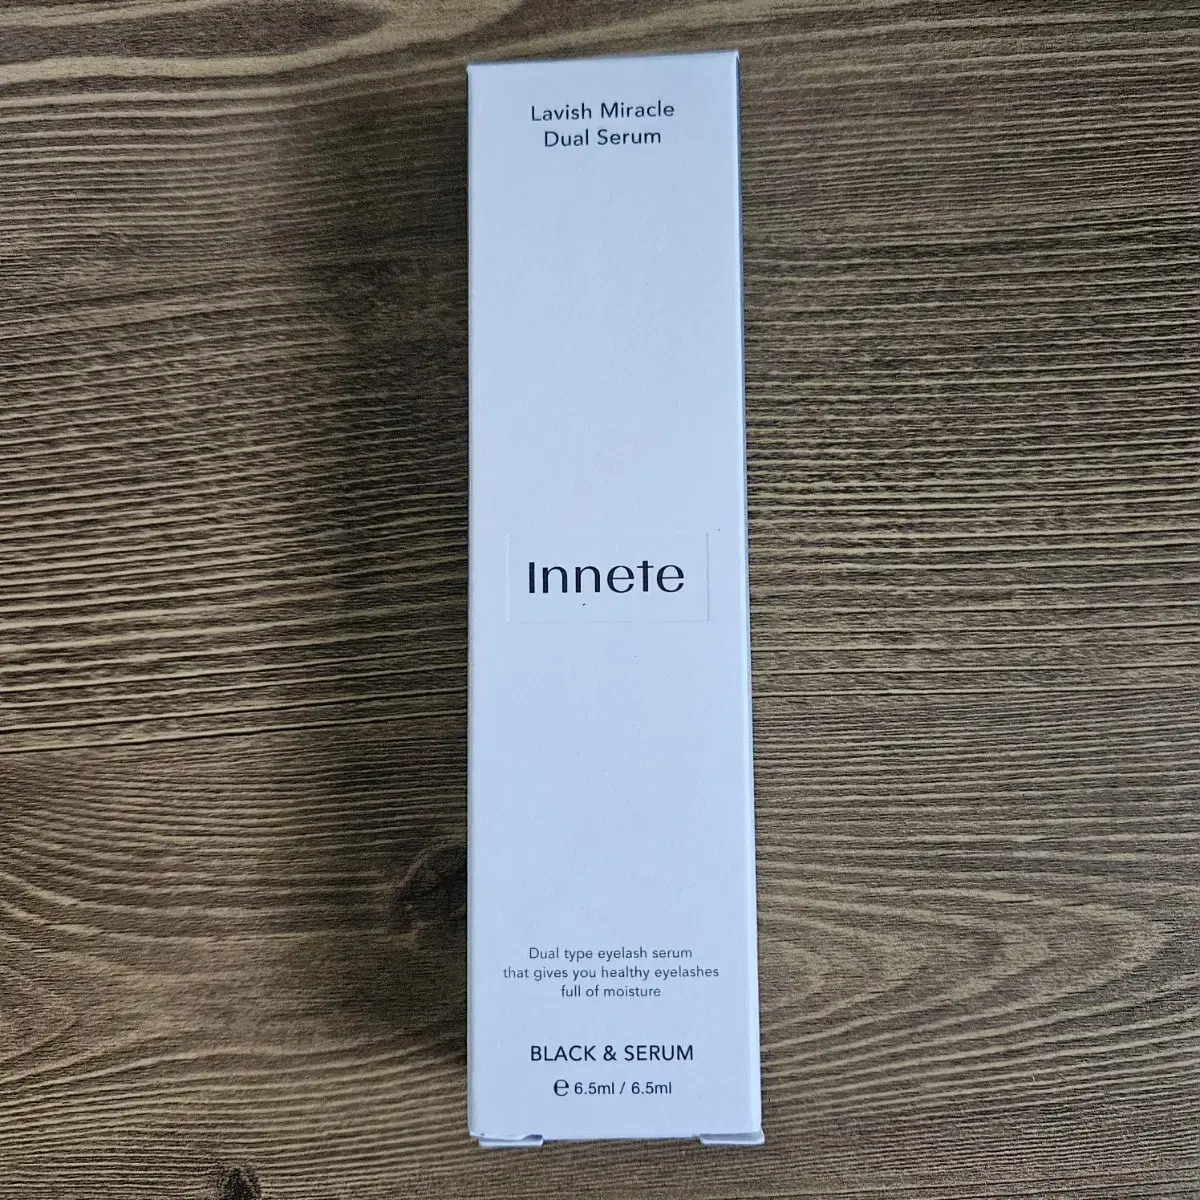 Lavish Miracle
Dual Serum
Innete
Dual type eyelash serum
that gives you healthy eyelashes
full of moisture
BLACK & SERUM
℮ 6.5ml / 6.5ml